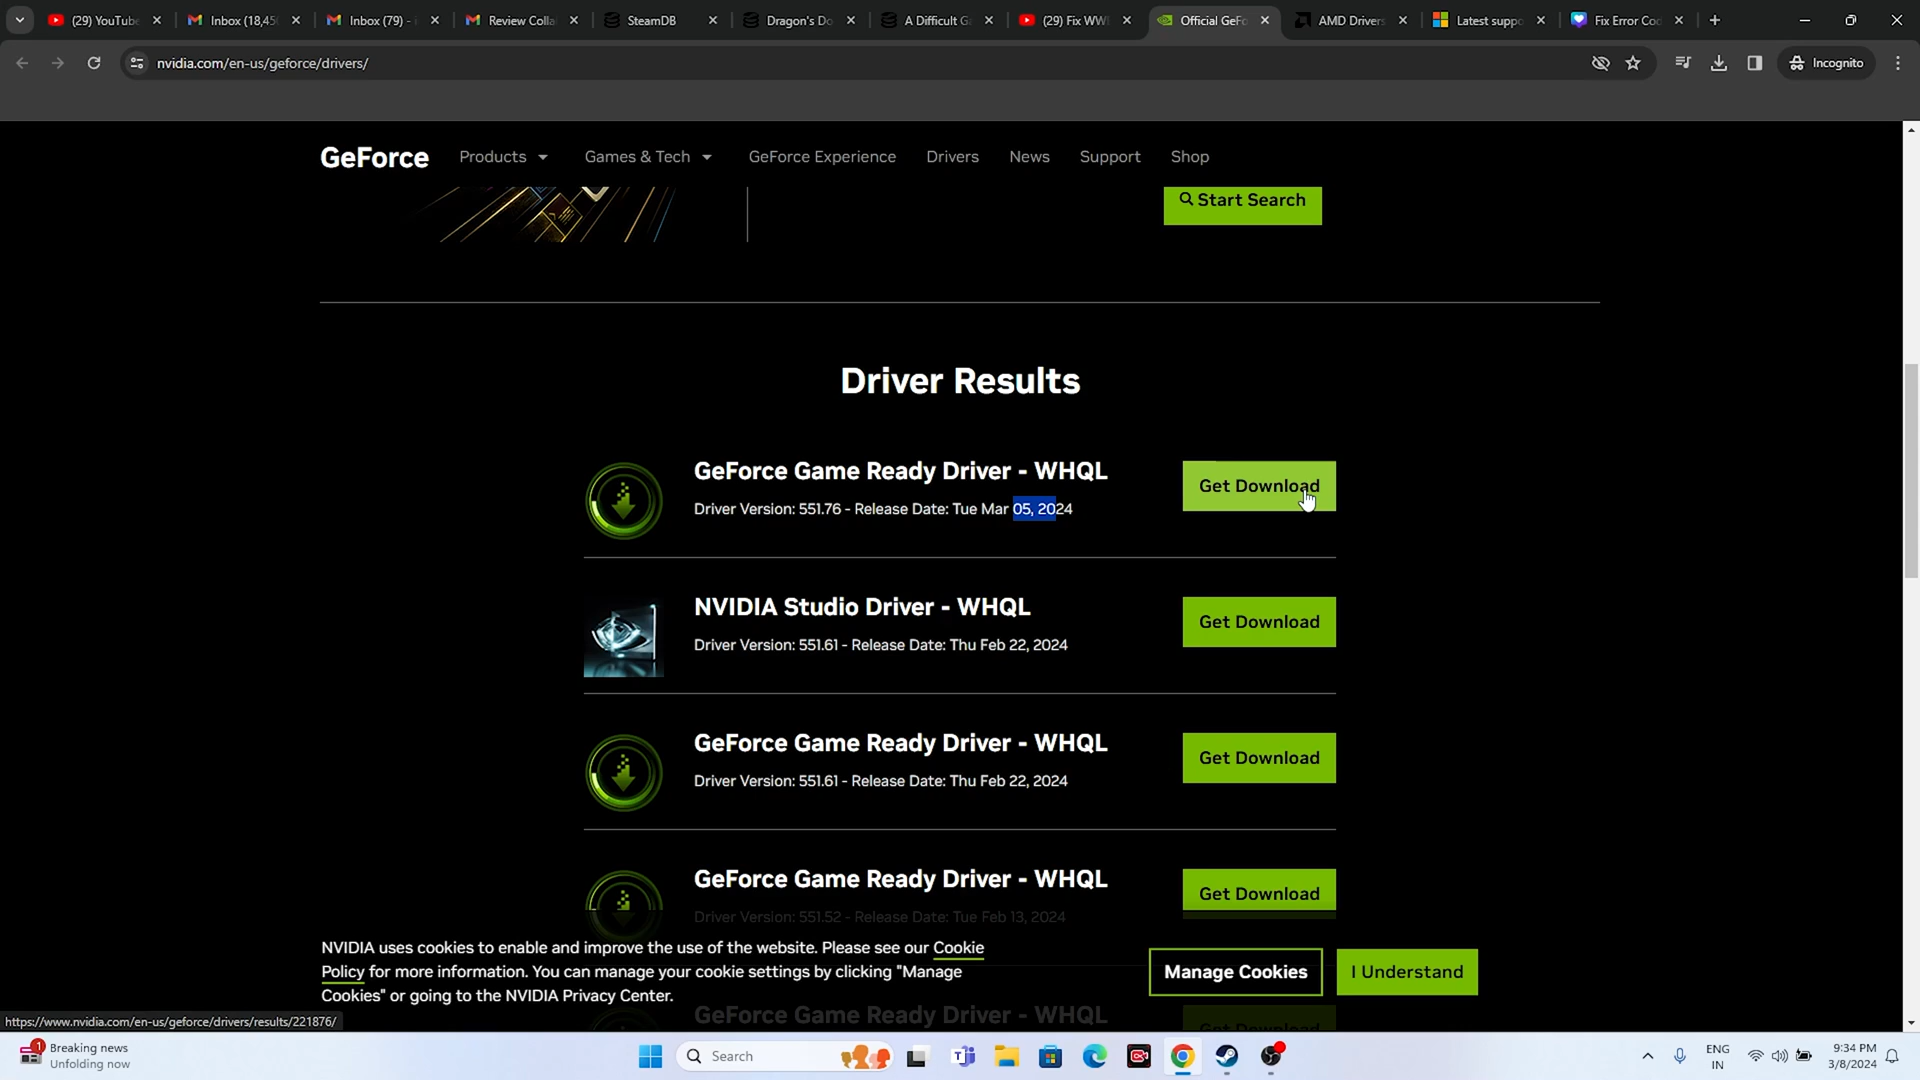 (29) YouTube
Inbox (18,45
Inbox (79) -
Review Colla
SteamDB
Dragon's Do
A Difficult G
(29) Fix WW
Official GeFo
AMD Drivers
Latest suppo
Fix Error Cod
nvidia.com/en-us/geforce/drivers/
Incognito
GeForce
Products
Games & Tech
GeForce Experience
Drivers
News
Support
Shop
Start Search
Driver Results
GeForce Game Ready Driver - WHQL
Driver Version: 551.76 - Release Date: Tue Mar 05, 2024
Get Download
NVIDIA Studio Driver - WHQL
Driver Version: 551.61 - Release Date: Thu Feb 22, 2024
Get Download
GeForce Game Ready Driver - WHQL
Driver Version: 551.61 - Release Date: Thu Feb 22, 2024
Get Download
GeForce Game Ready Driver - WHQL
Driver Version: 551.52 - Release Date: Tue Feb 13, 2024
Get Download
NVIDIA uses cookies to enable and improve the use of the website. Please see our Cookie
Policy for more information. You can manage your cookie settings by clicking "Manage
Cookies" or going to the NVIDIA Privacy Center.
Manage Cookies
I Understand
GeForce Game Ready Driver - WHQL
Get Download
https://www.nvidia.com/en-us/geforce/drivers/results/221876/
1
Breaking news
Unfolding now
Search
ENG
IN
9:34 PM
3/8/2024